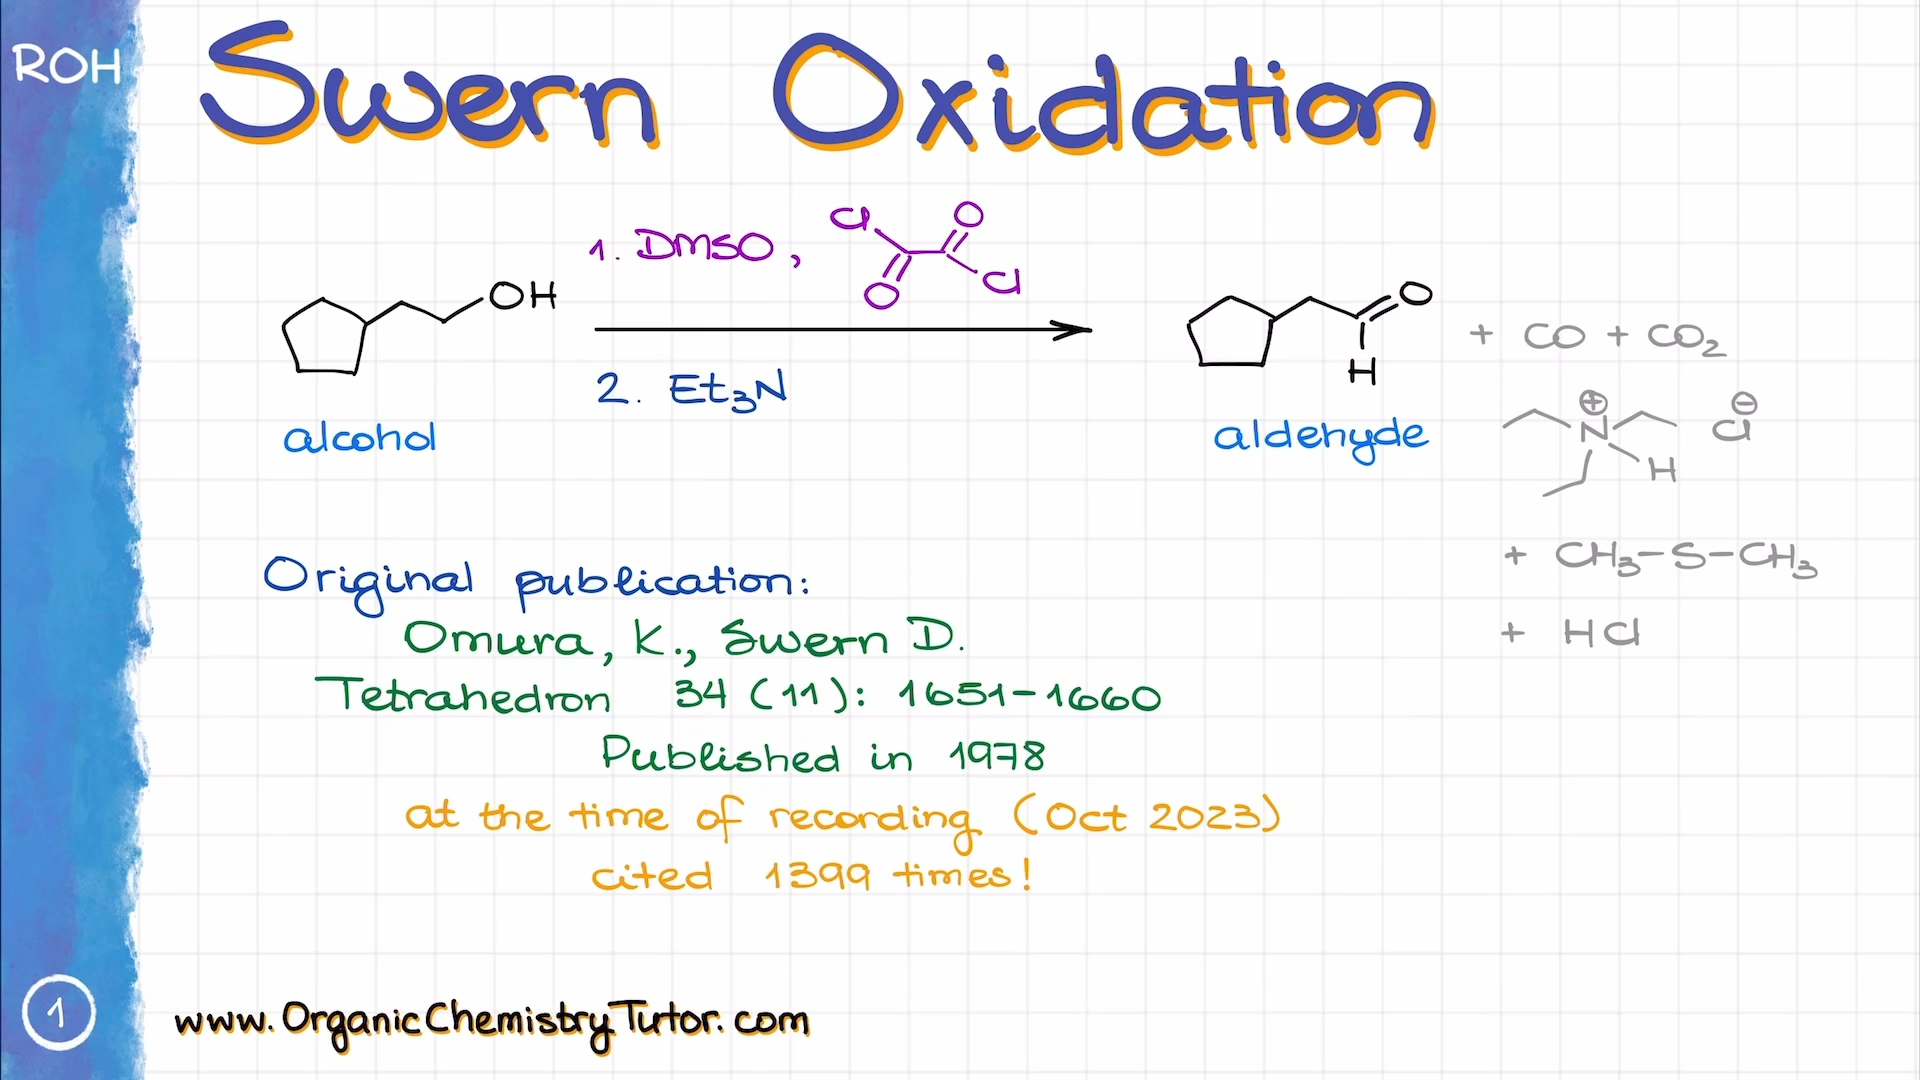 ROH
Swern Oxidation
1. DMSO,
Cl
O
O
Cl
OH
2. Et₃N
alcohol
O
H
aldehyde
+ CO + CO₂
⊕
N
H
⊖
Cl
+ CH₃-S-CH₃
+ HCl
Original publication:
Omura, K., Swern D.
Tetrahedron 34 (11): 1651-1660
Published in 1978
at the time of recording (Oct 2023)
cited 1399 times!
1
www.OrganicChemistryTutor.com